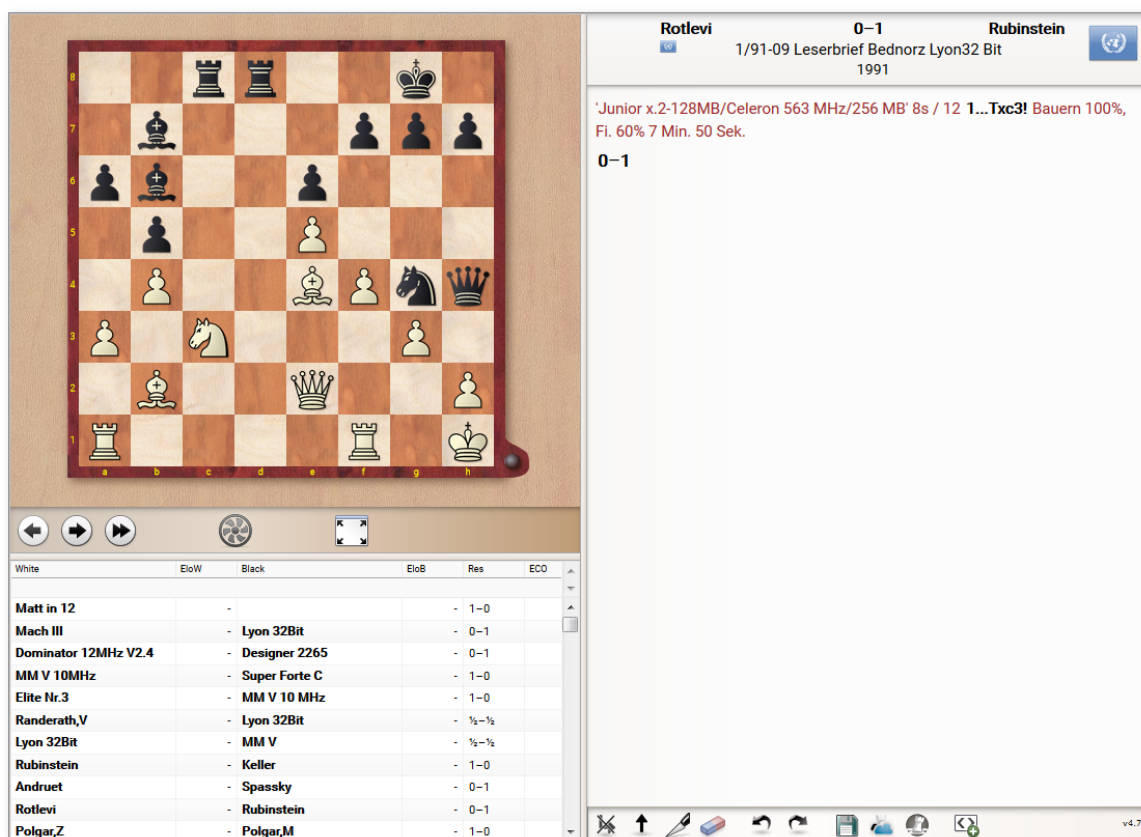 Rotlevi 0–1 Rubinstein
1/91-09 Leserbrief Bednorz Lyon32 Bit
1991
'Junior x.2-128MB/Celeron 563 MHz/256 MB' 8s / 12 1...Txc3! Bauern 100%,
Fi. 60% 7 Min. 50 Sek.
0–1
8
7
6
5
4
3
2
1
a b c d e f g h
White EloW Black EloB Res ECO
Matt in 12 - - 1–0
Mach III - Lyon 32Bit - 0–1
Dominator 12MHz V2.4 - Designer 2265 - 0–1
MM V 10MHz - Super Forte C - 1–0
Elite Nr.3 - MM V 10 MHz - 1–0
Randerath,V - Lyon 32Bit - ½–½
Lyon 32Bit - MM V - ½–½
Rubinstein - Keller - 1–0
Andruet - Spassky - 0–1
Rotlevi - Rubinstein - 0–1
Polgar,Z - Polgar,M - 1–0
v4.7